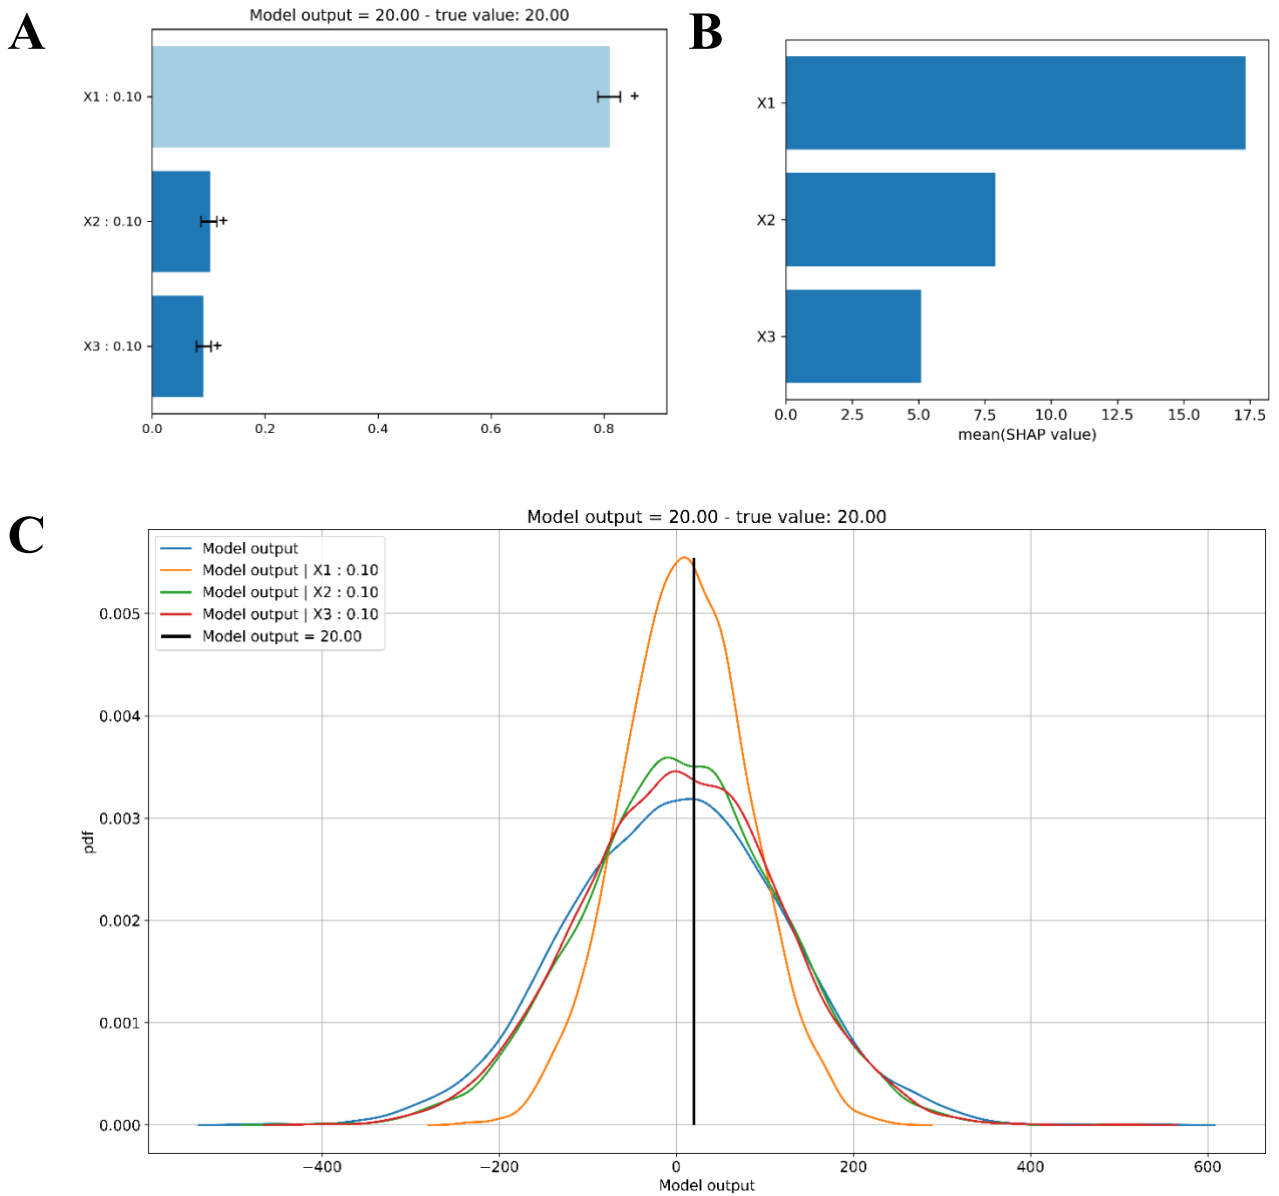 A
Model output = 20.00 - true value: 20.00
X1 : 0.10
+
X2 : 0.10
+
X3 : 0.10
+
0.0 0.2 0.4 0.6 0.8
B
X1
X2
X3
0.0 2.5 5.0 7.5 10.0 12.5 15.0 17.5
mean(SHAP value)
C
Model output = 20.00 - true value: 20.00
Model output
Model output | X1 : 0.10
Model output | X2 : 0.10
Model output | X3 : 0.10
Model output = 20.00
pdf
0.005
0.004
0.003
0.002
0.001
0.000
−400 −200 0 200 400 600
Model output